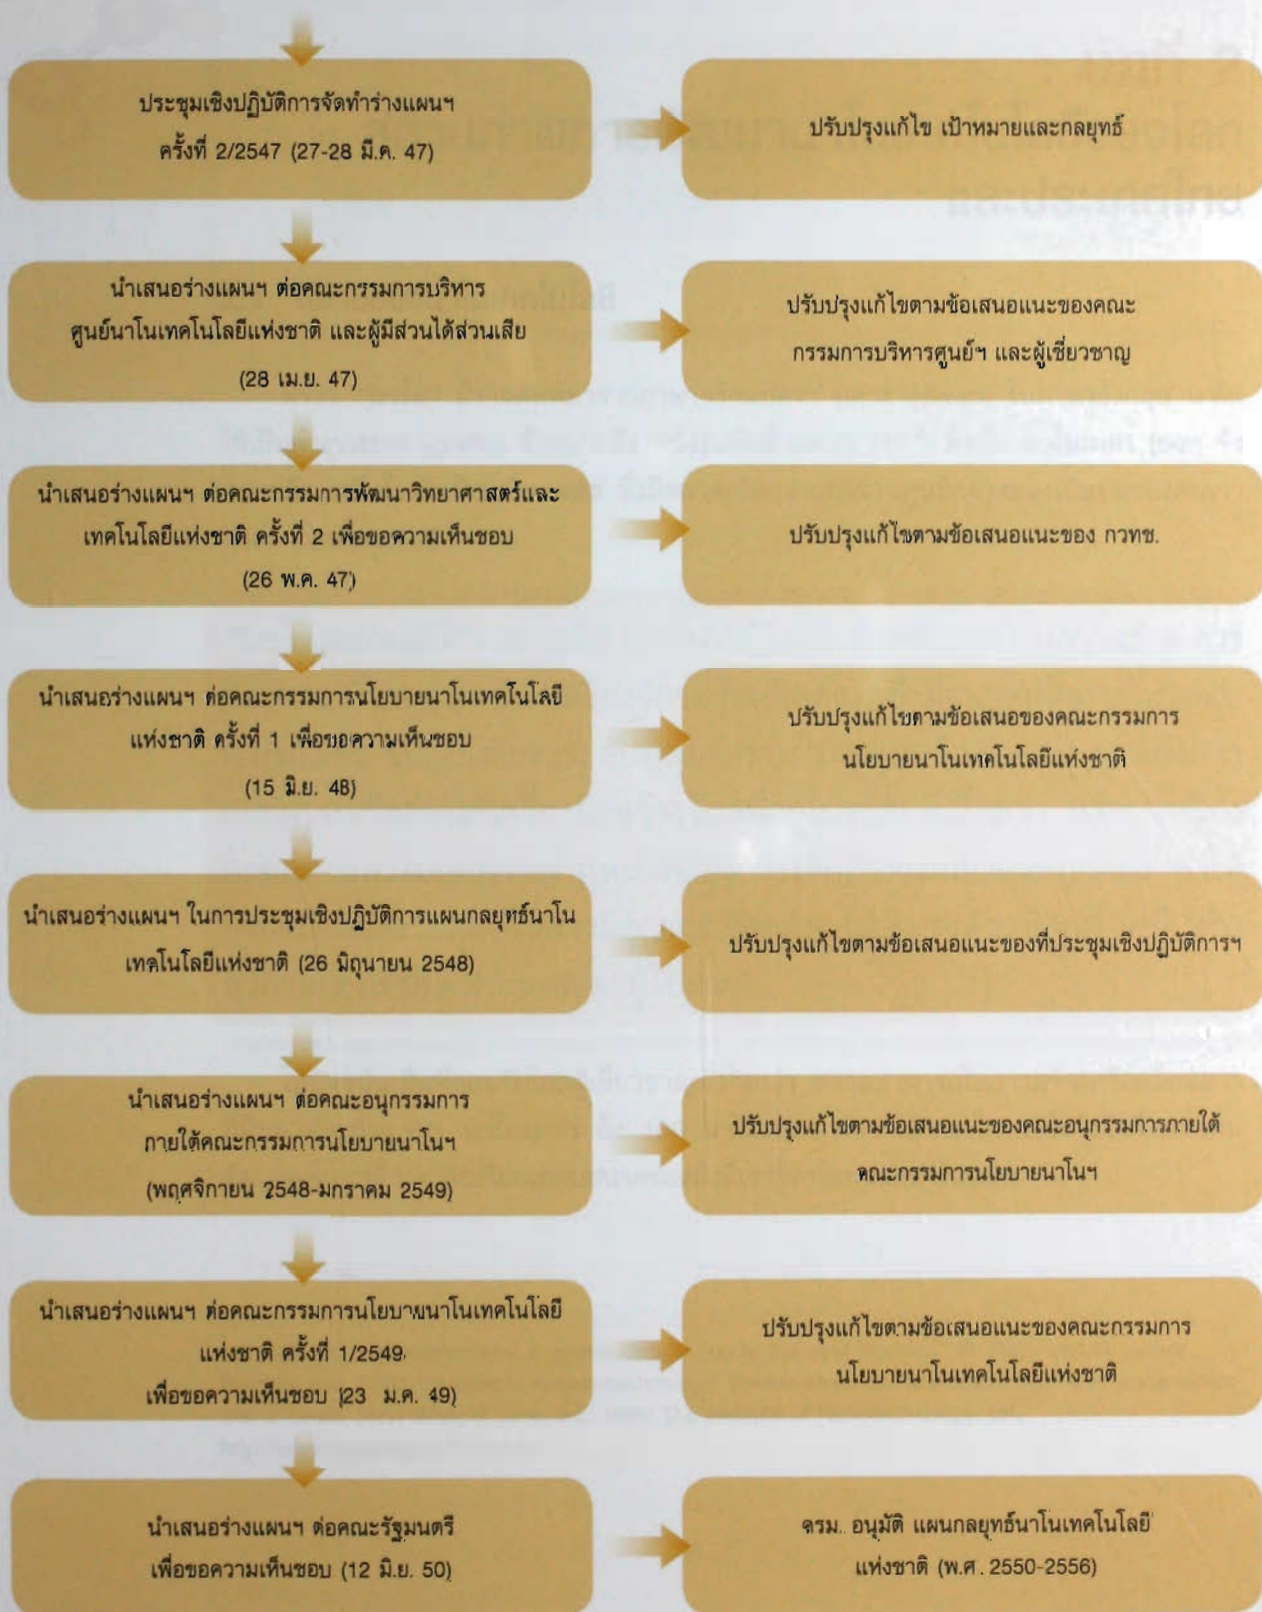 ประชุมเชิงปฏิบัติการจัดทำร่างแผนฯ
ครั้งที่ 2/2547 (27-28 มี.ค. 47)
ปรับปรุงแก้ไข เป้าหมายและกลยุทธ์
นำเสนอร่างแผนฯ ต่อคณะกรรมการบริหาร
ศูนย์นาโนเทคโนโลยีแห่งชาติ และผู้มีส่วนได้ส่วนเสีย
(28 เม.ย. 47)
ปรับปรุงแก้ไขตามข้อเสนอแนะของคณะ
กรรมการบริหารศูนย์ฯ และผู้เชี่ยวชาญ
นำเสนอร่างแผนฯ ต่อคณะกรรมการพัฒนาวิทยาศาสตร์และ
เทคโนโลยีแห่งชาติ ครั้งที่ 2 เพื่อขอความเห็นชอบ
(26 พ.ค. 47)
ปรับปรุงแก้ไขตามข้อเสนอแนะของ กวทช.
นำเสนอร่างแผนฯ ต่อคณะกรรมการนโยบายนาโนเทคโนโลยี
แห่งชาติ ครั้งที่ 1 เพื่อขอความเห็นชอบ
(15 มิ.ย. 48)
ปรับปรุงแก้ไขตามข้อเสนอของคณะกรรมการ
นโยบายนาโนเทคโนโลยีแห่งชาติ
นำเสนอร่างแผนฯ ในการประชุมเชิงปฏิบัติการแผนกลยุทธ์นาโน
เทคโนโลยีแห่งชาติ (26 มิถุนายน 2548)
ปรับปรุงแก้ไขตามข้อเสนอแนะของที่ประชุมเชิงปฏิบัติการฯ
นำเสนอร่างแผนฯ ต่อคณะอนุกรรมการ
ภายใต้คณะกรรมการนโยบายนาโนฯ
(พฤศจิกายน 2548-มกราคม 2549)
ปรับปรุงแก้ไขตามข้อเสนอแนะของคณะอนุกรรมการภายใต้
คณะกรรมการนโยบายนาโนฯ
นำเสนอร่างแผนฯ ต่อคณะกรรมการนโยบายนาโนเทคโนโลยี
แห่งชาติ ครั้งที่ 1/2549
เพื่อขอความเห็นชอบ (23 ม.ค. 49)
ปรับปรุงแก้ไขตามข้อเสนอแนะของคณะกรรมการ
นโยบายนาโนเทคโนโลยีแห่งชาติ
นำเสนอร่างแผนฯ ต่อคณะรัฐมนตรี
เพื่อขอความเห็นชอบ (12 มิ.ย. 50)
ครม. อนุมัติ แผนกลยุทธ์นาโนเทคโนโลยี
แห่งชาติ (พ.ศ. 2550-2556)